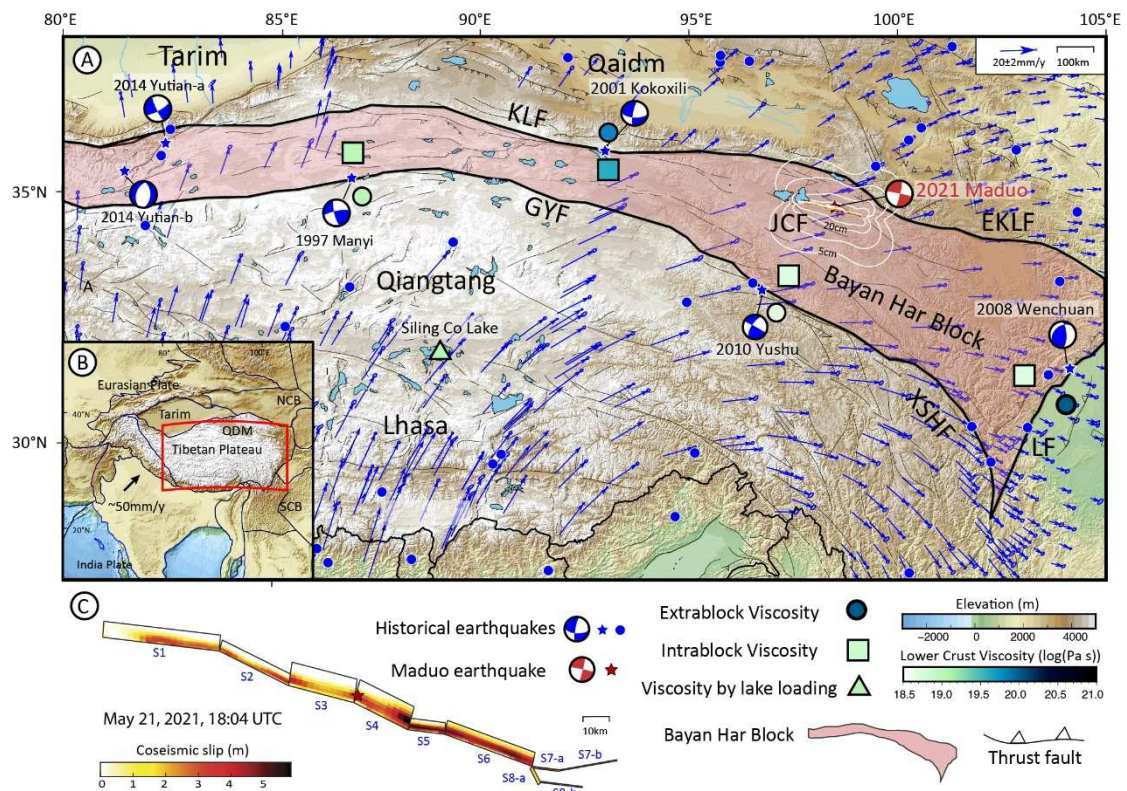 80°E
85°E
90°E
95°E
100°E
105°E
A
Tarim
Qaidm
20±2mm/y
100km
2014 Yutian-a
2001 Kokoxili
KLF
35°N
2021 Maduo
2014 Yutian-b
GYF
JCF
20cm
EKLF
1997 Manyi
5cm
A
Qiangtang
Bayan Har Block
2008 Wenchuan
Siling Co Lake
2010 Yushu
Lhasa
XSHF
LF
30°N
B
80°
100°E
Eurasian Plate
NCB
40°N
Tarim
QDM
Tibetan Plateau
~50mm/y
SCB
20°N
India Plate
C
S1
S2
S3
S4
S5
S6
S7-a
S7-b
S8-a
S8-b
10km
May 21, 2021, 18:04 UTC
Coseismic slip (m)
0 1 2 3 4 5
Historical earthquakes
Maduo earthquake
Extrablock Viscosity
Intrablock Viscosity
Viscosity by lake loading
Elevation (m)
−2000 0 2000 4000
Lower Crust Viscosity (log(Pa s))
18.5 19.0 19.5 20.0 20.5 21.0
Bayan Har Block
Thrust fault